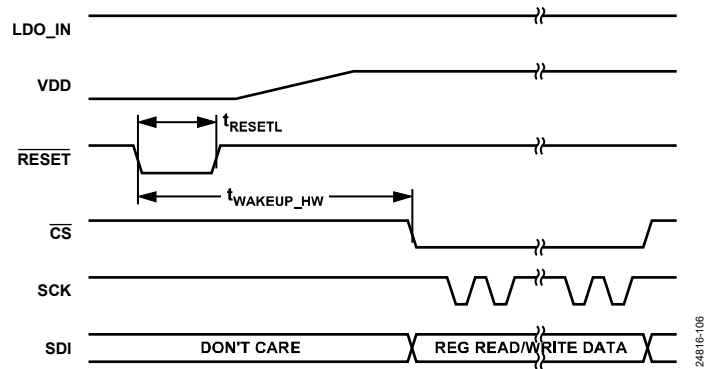 LDO_IN
VDD
tRESETL
RESET
tWAKEUP_HW
CS
SCK
SDI
DON'T CARE
REG READ/WRITE DATA
24816-106